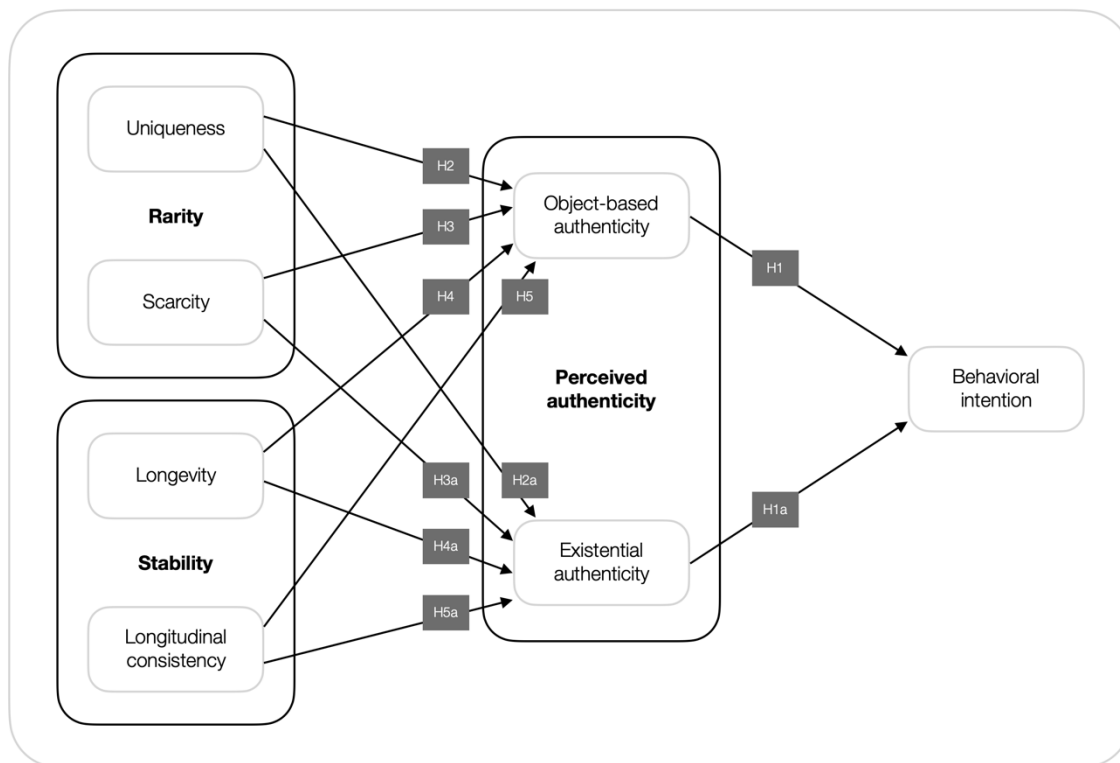 Uniqueness
Rarity
Scarcity
Longevity
Stability
Longitudinal
consistency
H2
H3
H4
H5
H3a
H2a
H4a
H5a
Object-based
authenticity
Perceived
authenticity
Existential
authenticity
H1
H1a
Behavioral
intention